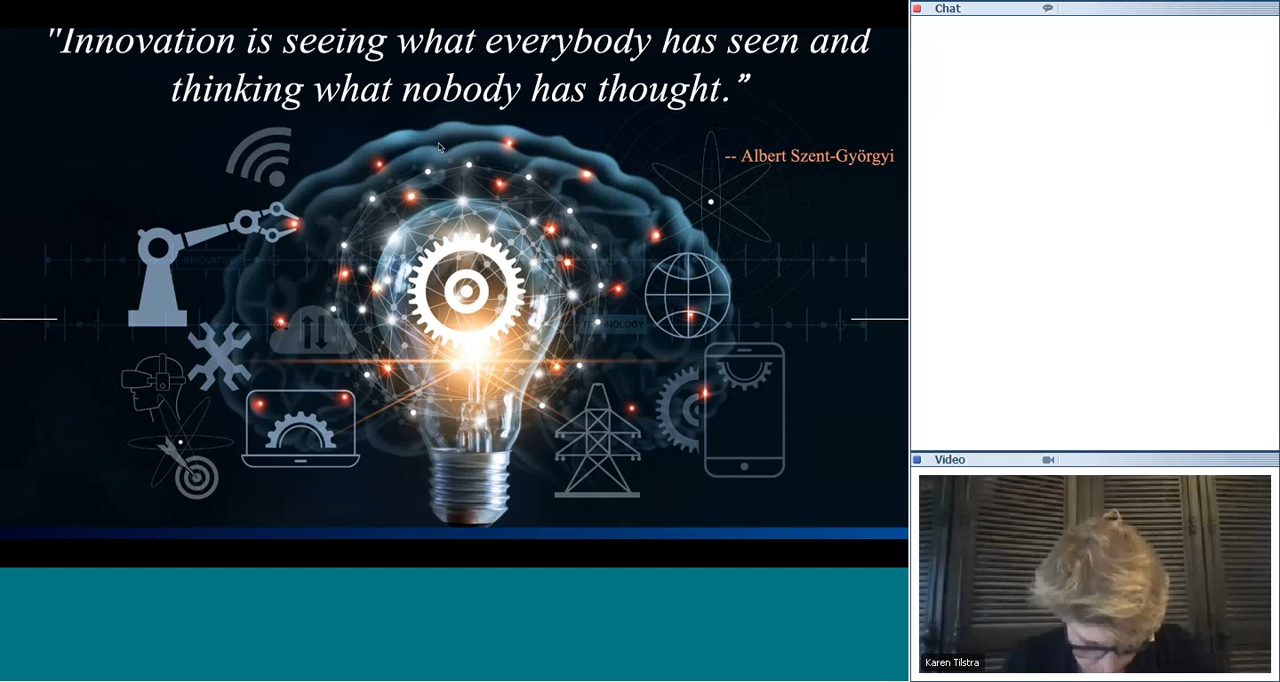 Chat
"Innovation is seeing what everybody has seen and
thinking what nobody has thought.”
-- Albert Szent-Györgyi
Video
Karen Tilstra